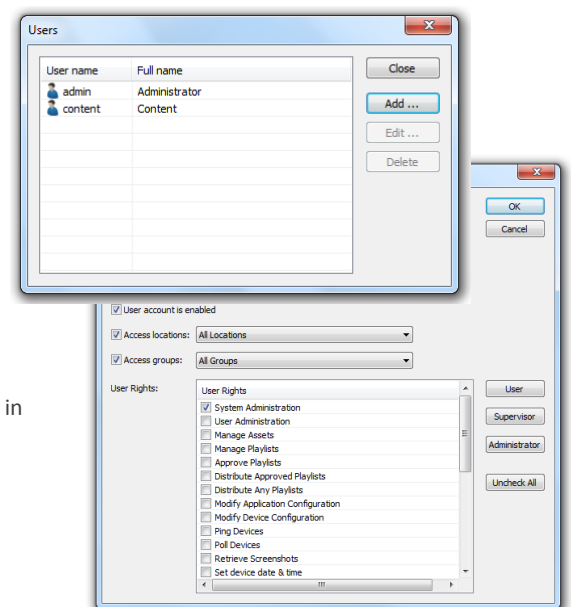 Users
User name Full name
admin Administrator
content Content
Close
Add ...
Edit ...
Delete
OK
Cancel
User account is enabled
Access locations: All Locations
Access groups: All Groups
in
User Rights:
User Rights
System Administration
User Administration
Manage Assets
Manage Playlists
Approve Playlists
Distribute Approved Playlists
Distribute Any Playlists
Modify Application Configuration
Modify Device Configuration
Ping Devices
Poll Devices
Retrieve Screenshots
Set device date & time
User
Supervisor
Administrator
Uncheck All